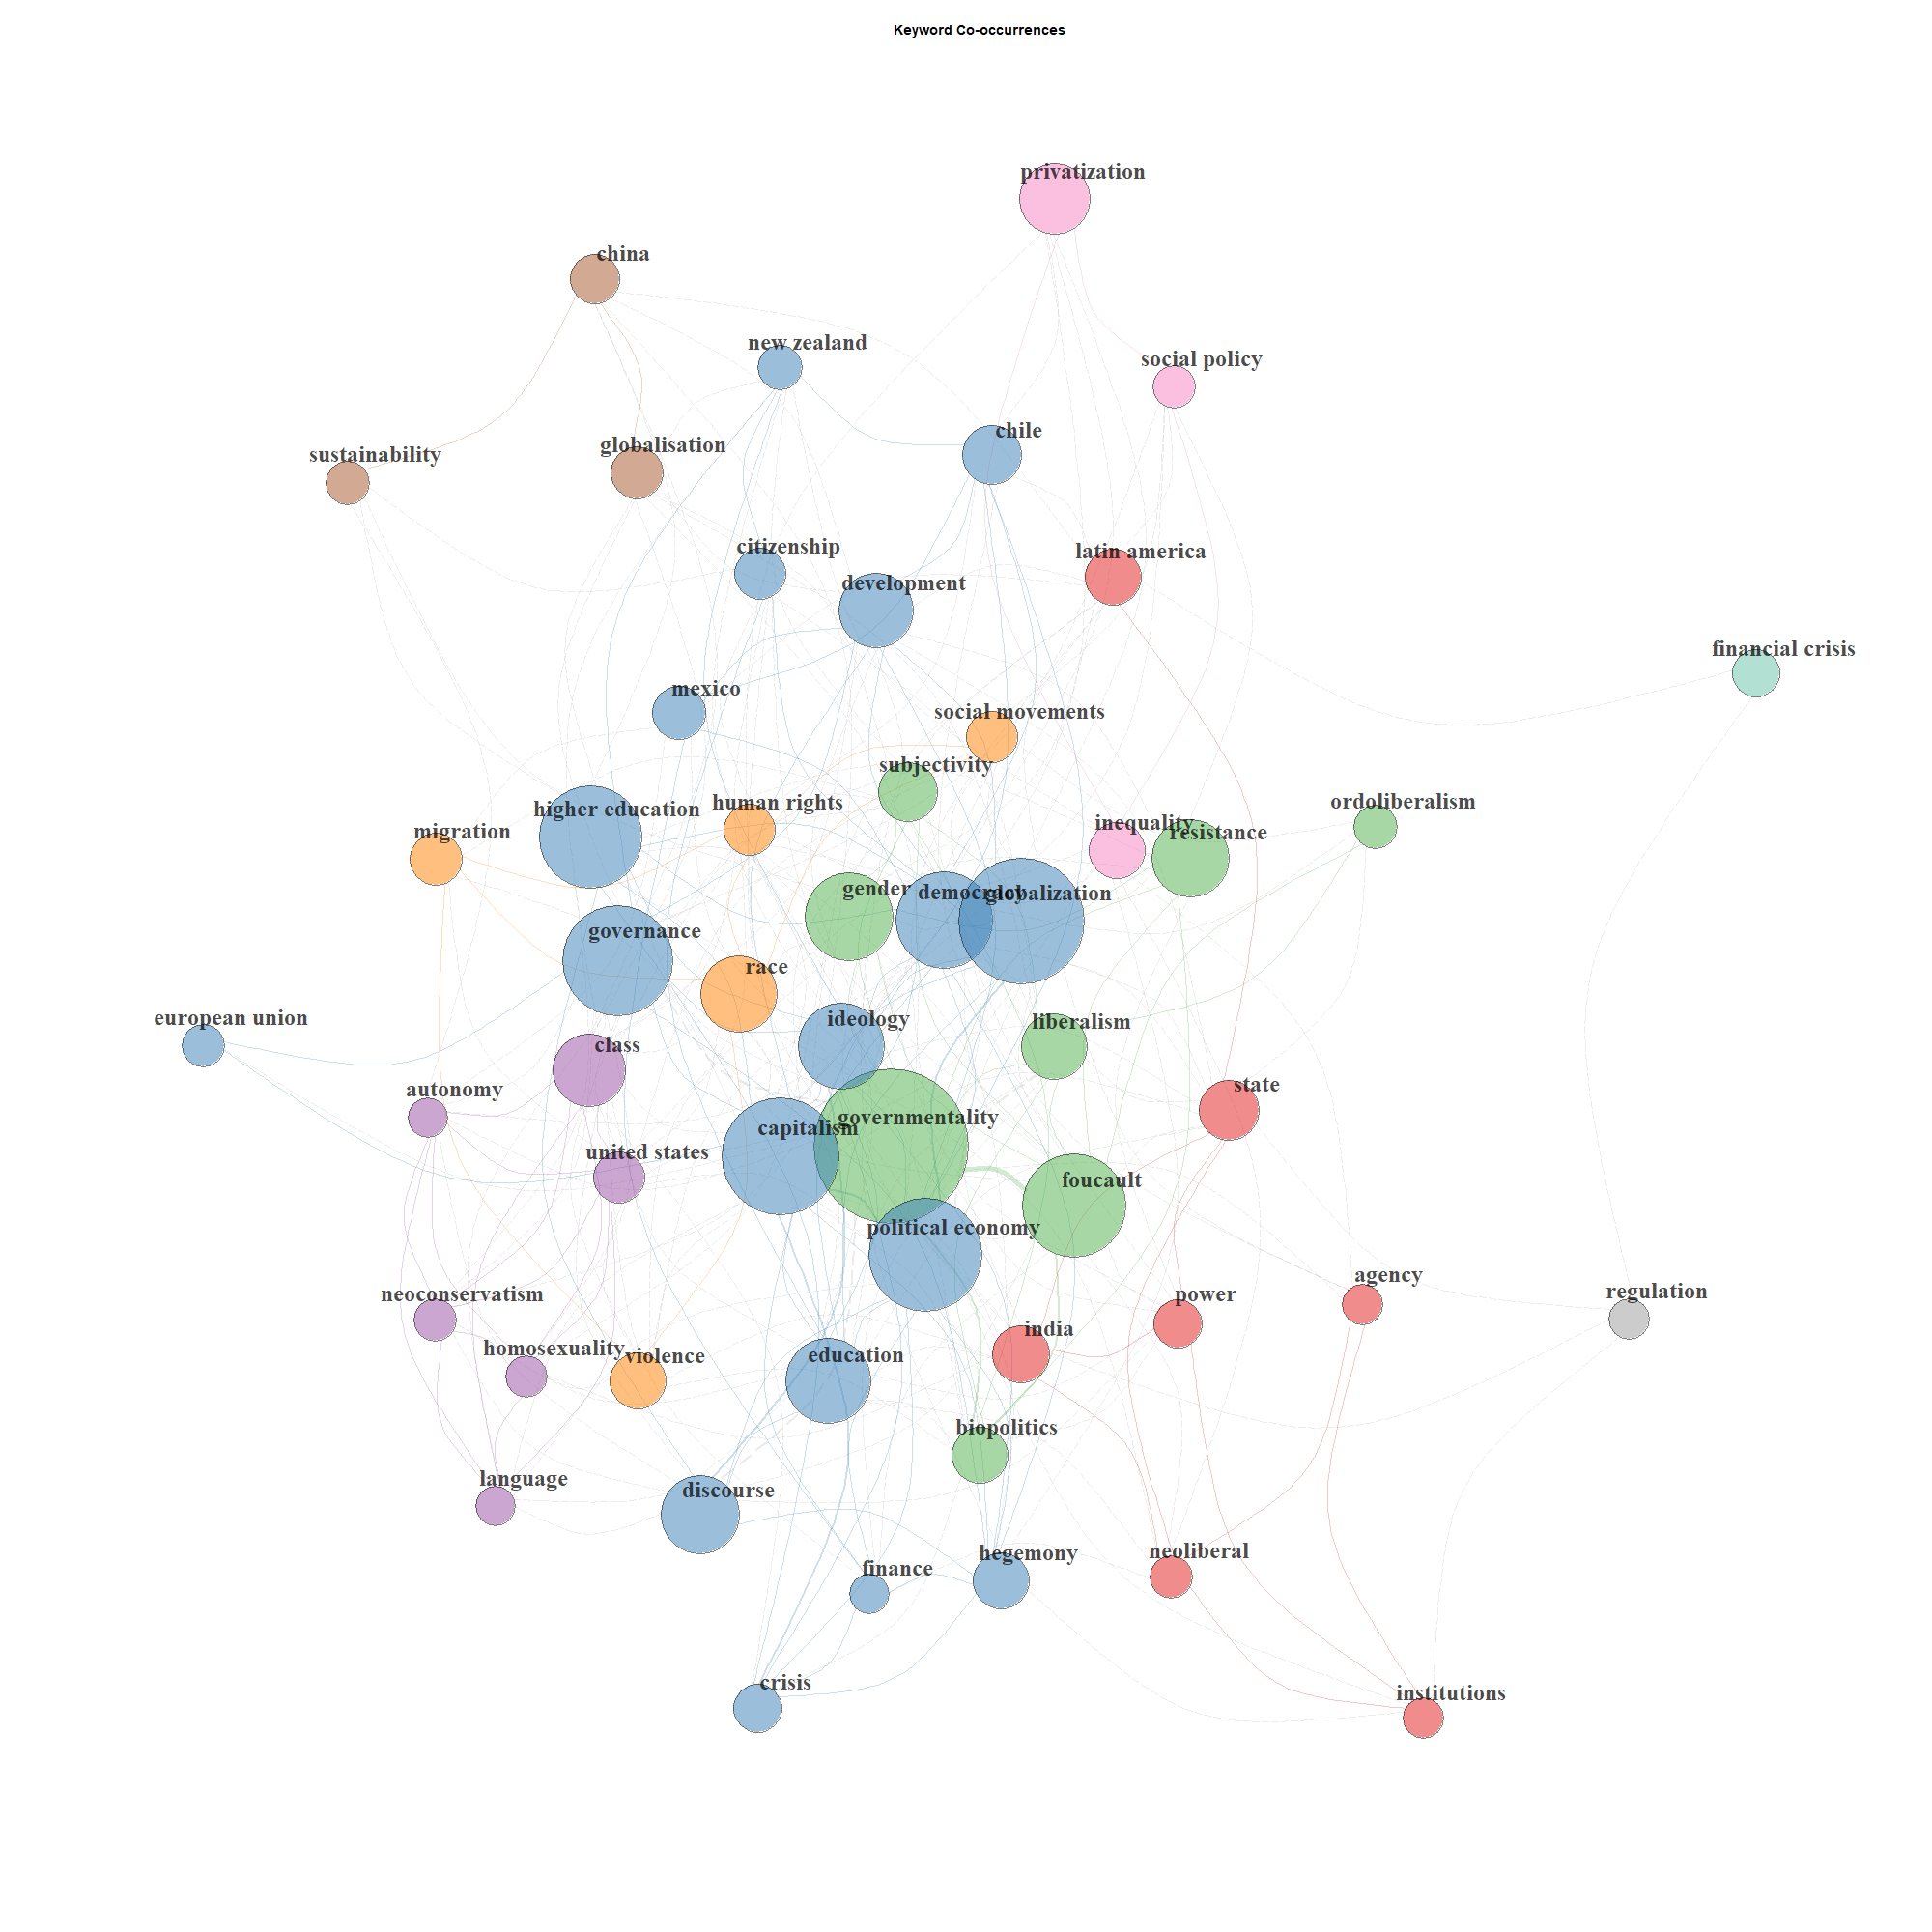 Keyword Co-occurrences
privatization
china
new zealand
social policy
chile
globalisation
sustainability
citizenship
latin america
development
financial crisis
mexico
social movements
subjectivity
human rights
ordoliberalism
higher education
inequality
resistance
migration
gender
democracy
globalization
governance
race
european union
ideology
liberalism
class
state
autonomy
governmentality
capitalism
united states
foucault
political economy
agency
regulation
neoconservatism
power
india
homosexuality
violence
education
biopolitics
language
discourse
hegemony
neoliberal
finance
crisis
institutions